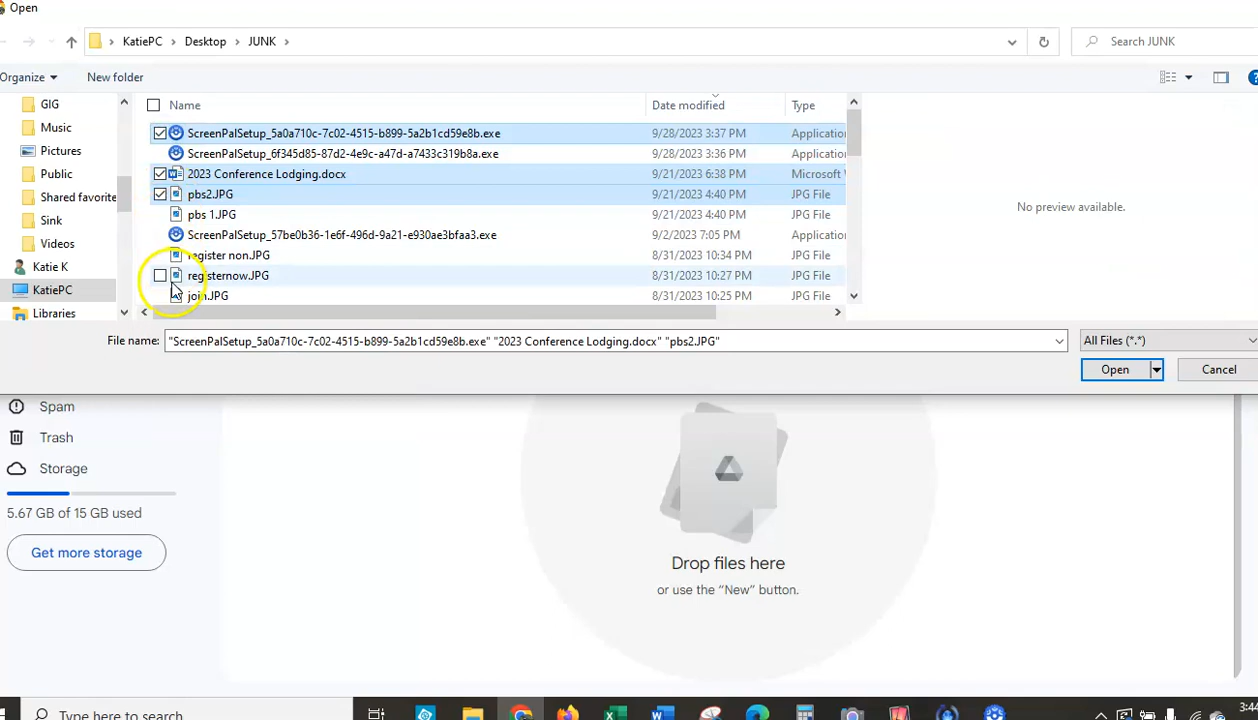 Open
KatiePC > Desktop > JUNK >
Search JUNK
Organize
New folder
GIG
Music
Pictures
Public
Shared favorite
Sink
Videos
Katie K
KatiePC
Libraries
Name Date modified Type
ScreenPalSetup_5a0a710c-7c02-4515-b899-5a2b1cd59e8b.exe 9/28/2023 3:37 PM Application
ScreenPalSetup_6f345d85-87d2-4e9c-a47d-a7433c319b8a.exe 9/28/2023 3:36 PM Application
2023 Conference Lodging.docx 9/21/2023 6:38 PM Microsoft
pbs2.JPG 9/21/2023 4:40 PM JPG File
pbs 1.JPG 9/21/2023 4:40 PM JPG File
ScreenPalSetup_57be0b36-1e6f-496d-9a21-e930ae3bfaa3.exe 9/2/2023 7:05 PM Application
register non.JPG 8/31/2023 10:34 PM JPG File
registernow.JPG 8/31/2023 10:27 PM JPG File
join.JPG 8/31/2023 10:25 PM JPG File
No preview available.
File name: "ScreenPalSetup_5a0a710c-7c02-4515-b899-5a2b1cd59e8b.exe" "2023 Conference Lodging.docx" "pbs2.JPG"
All Files (*.*)
Open
Cancel
Spam
Trash
Storage
5.67 GB of 15 GB used
Get more storage
Drop files here
or use the “New” button.
Type here to search
3:44